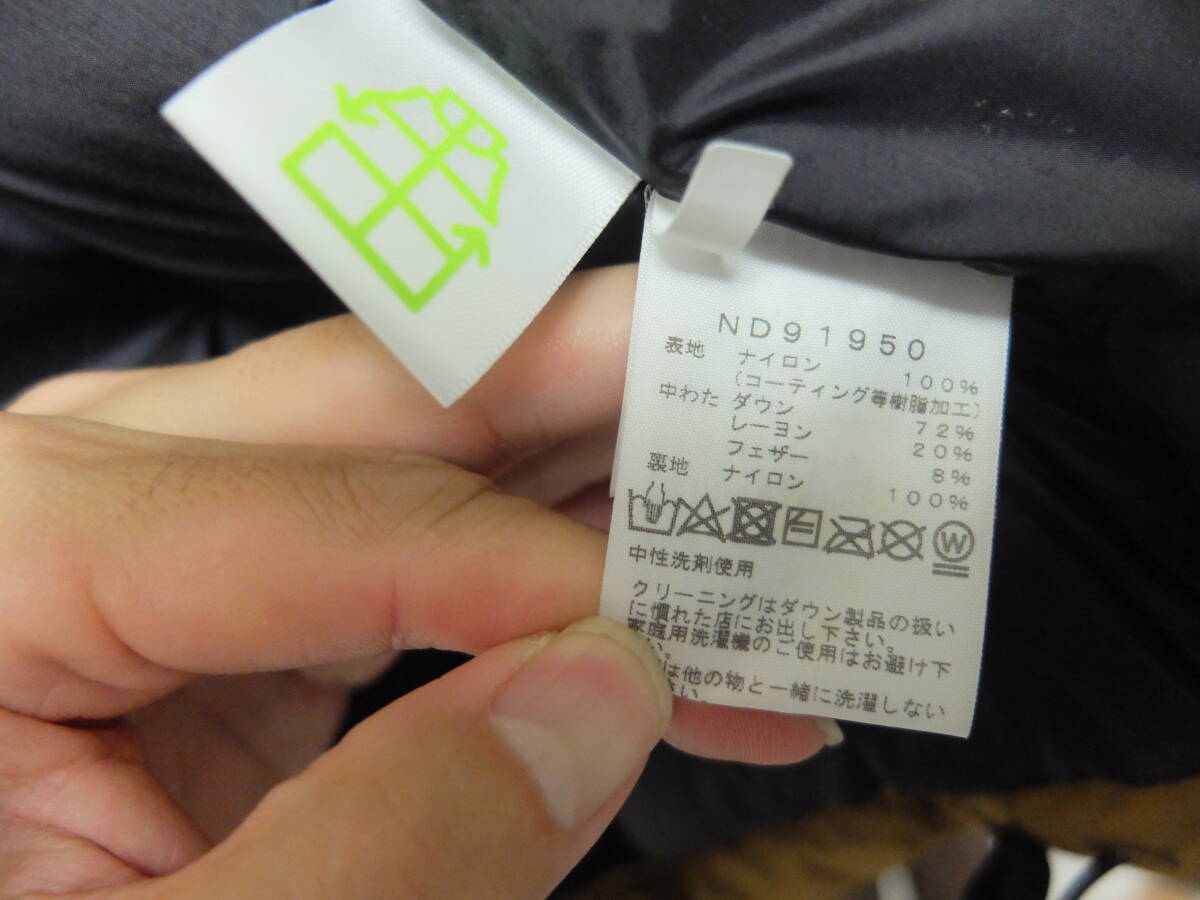 ND91950
表地 ナイロン 100%
(コーティング等樹脂加工)
中わた ダウン 72%
レーヨン 20%
フェザー 8%
裏地 ナイロン 100%
W
中性洗剤使用
クリーニングはダウン製品の扱い
に慣れた店にお出し下さい。
家庭用洗濯機のご使用はお避け下
い。
は他の物と一緒に洗濯しない
さい。